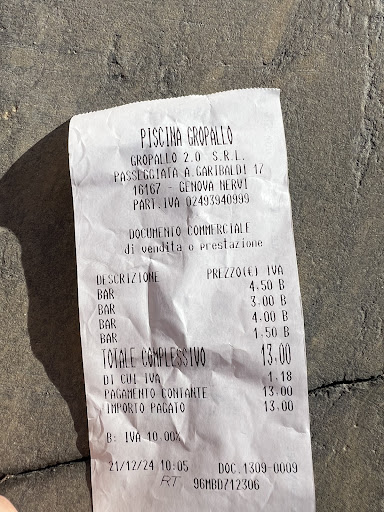 PISCINA GROPALLO
GROPALLO 2.0 S.R.L.
PASSEGGIATA A.GARIBALDI 17
16167 - GENOVA NERVI
PART.IVA 02493940999
DOCUMENTO COMMERCIALE
di vendita o prestazione
DESCRIZIONE PREZZO(€) IVA
BAR 4.50 B
BAR 3.00 B
BAR 4.00 B
BAR 1.50 B
TOTALE COMPLESSIVO 13.00
DI CUI IVA 1.18
PAGAMENTO CONTANTE 13.00
IMPORTO PAGATO 13.00
B: IVA 10.00%
21/12/24 10:05 DOC.1309-0009
RT 96MBD712306